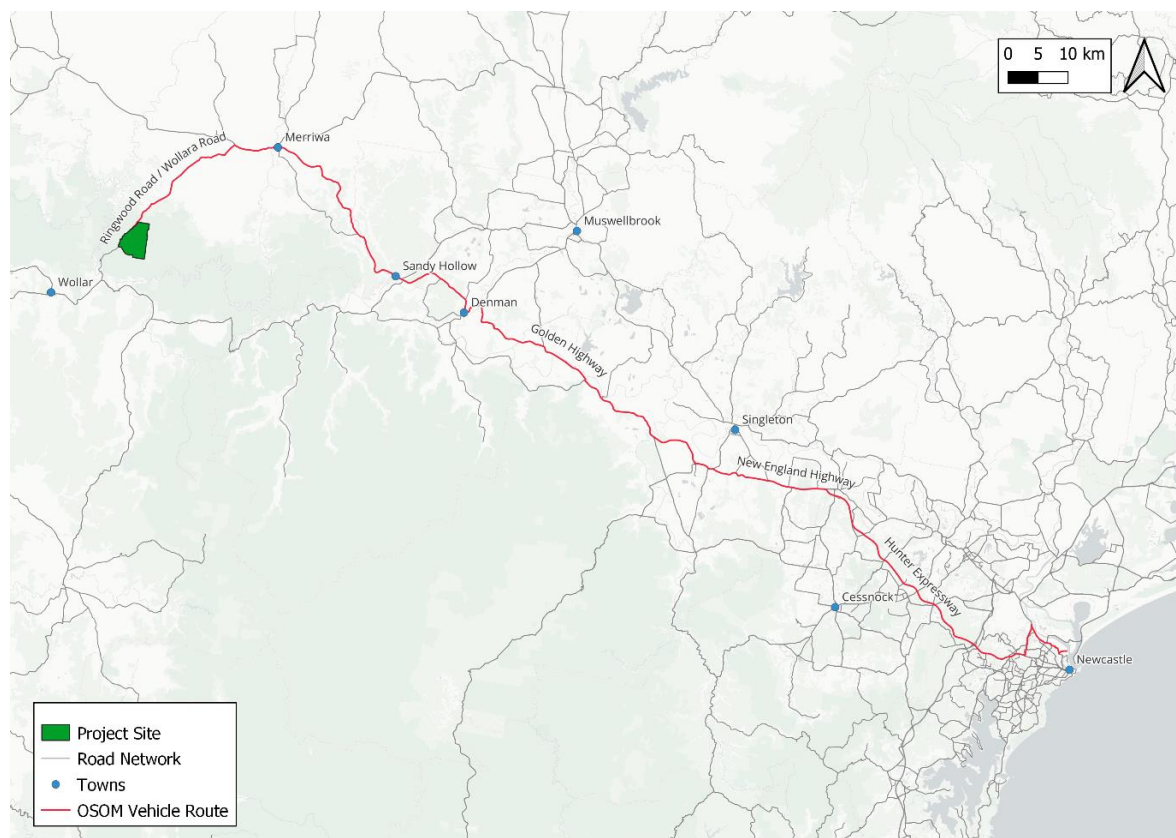 0 5 10 km
Merriwa
Ringwood Road / Wollara Road
Muswellbrook
Sandy Hollow
Wollar
Denman
Golden Highway
Singleton
New England Highway
Hunter Expressway
Cessnock
Newcastle
Project Site
Road Network
Towns
OSOM Vehicle Route